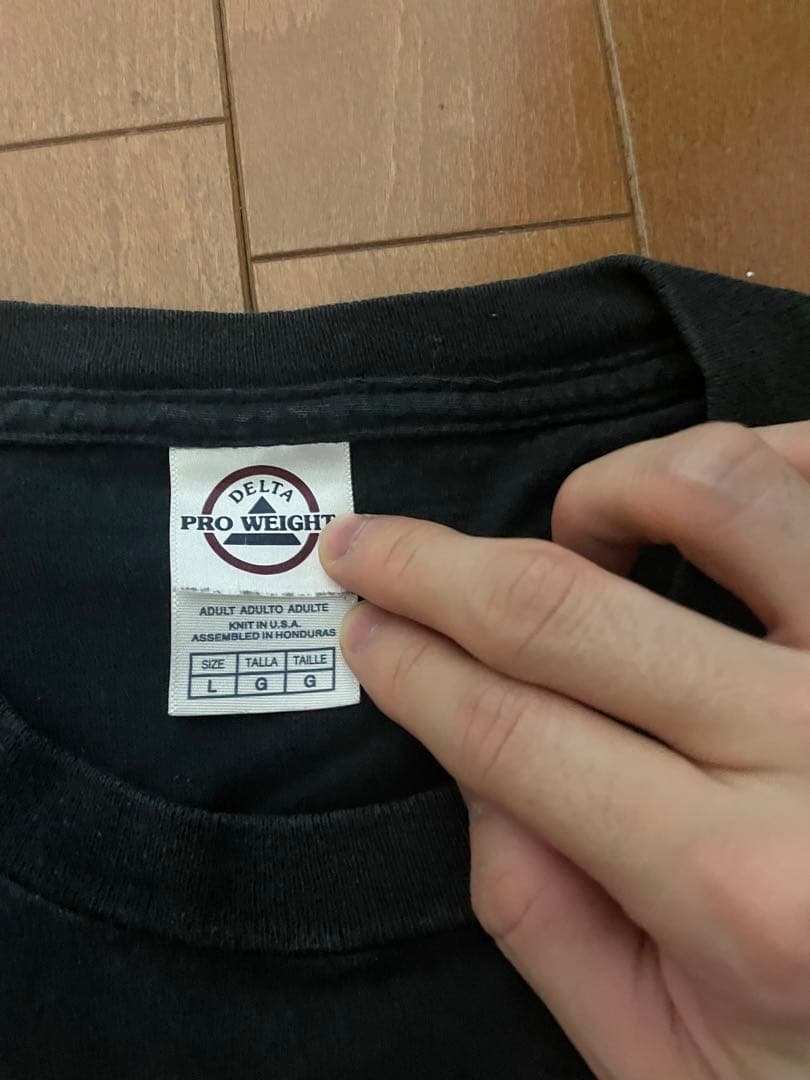 DELTA
PRO WEIGHT
ADULT ADULTO ADULTE
KNIT IN U.S.A.
ASSEMBLED IN HONDURAS
SIZE TALLA TAILLE
L G G